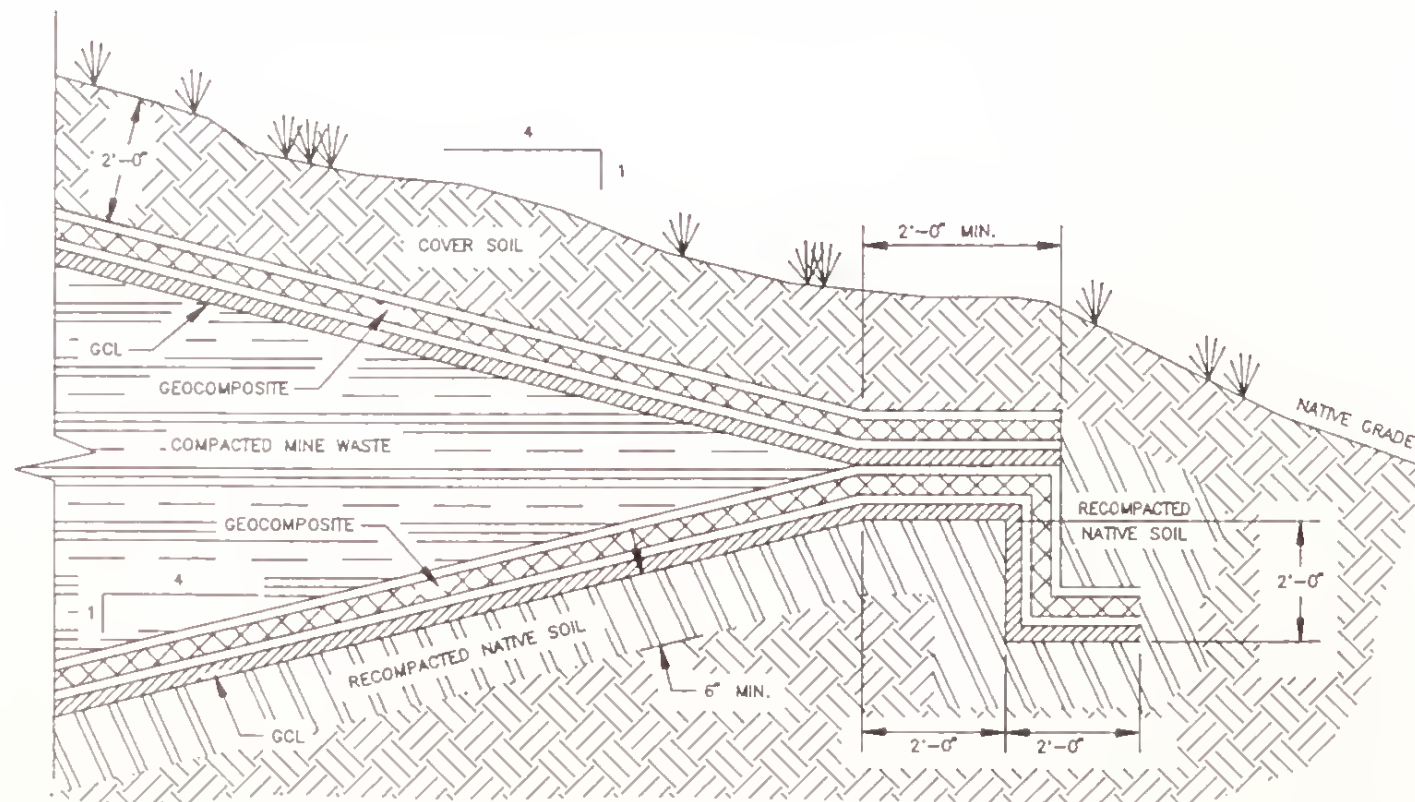 4
1
2'-0"
2'-0" MIN.
COVER SOIL
GCL
GEOCOMPOSITE
NATIVE GRADE
COMPACTED MINE WASTE
GEOCOMPOSITE
RECOMPACTED
NATIVE SOIL
4
1
2'-0"
RECOMPACTED NATIVE SOIL
6" MIN.
GCL
2'-0"
2'-0"